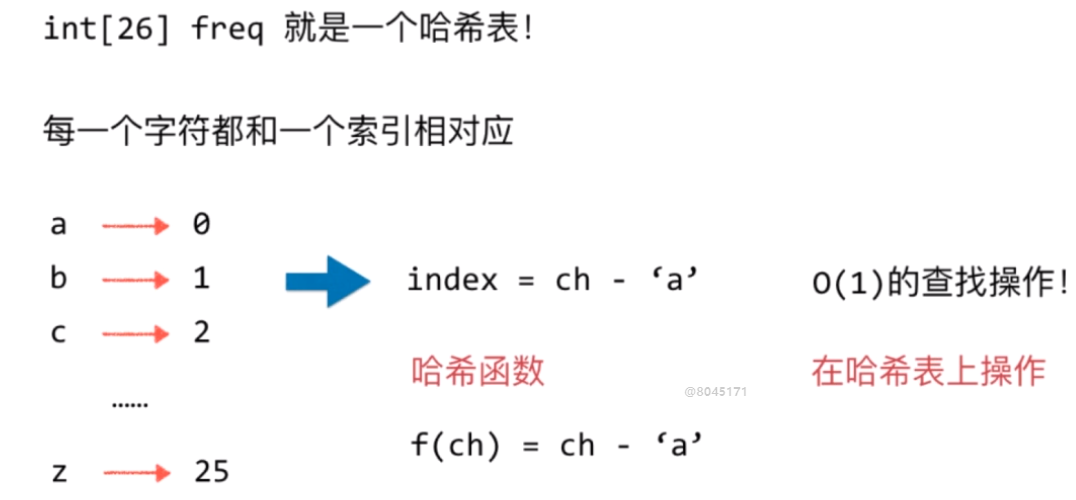 int[26] freq 就是一个哈希表!
每一个字符都和一个索引相对应
a 0
b 1
c 2
……
z 25
index = ch - ‘a’
哈希函数
f(ch) = ch - ‘a’
O(1)的查找操作!
在哈希表上操作
@8045171